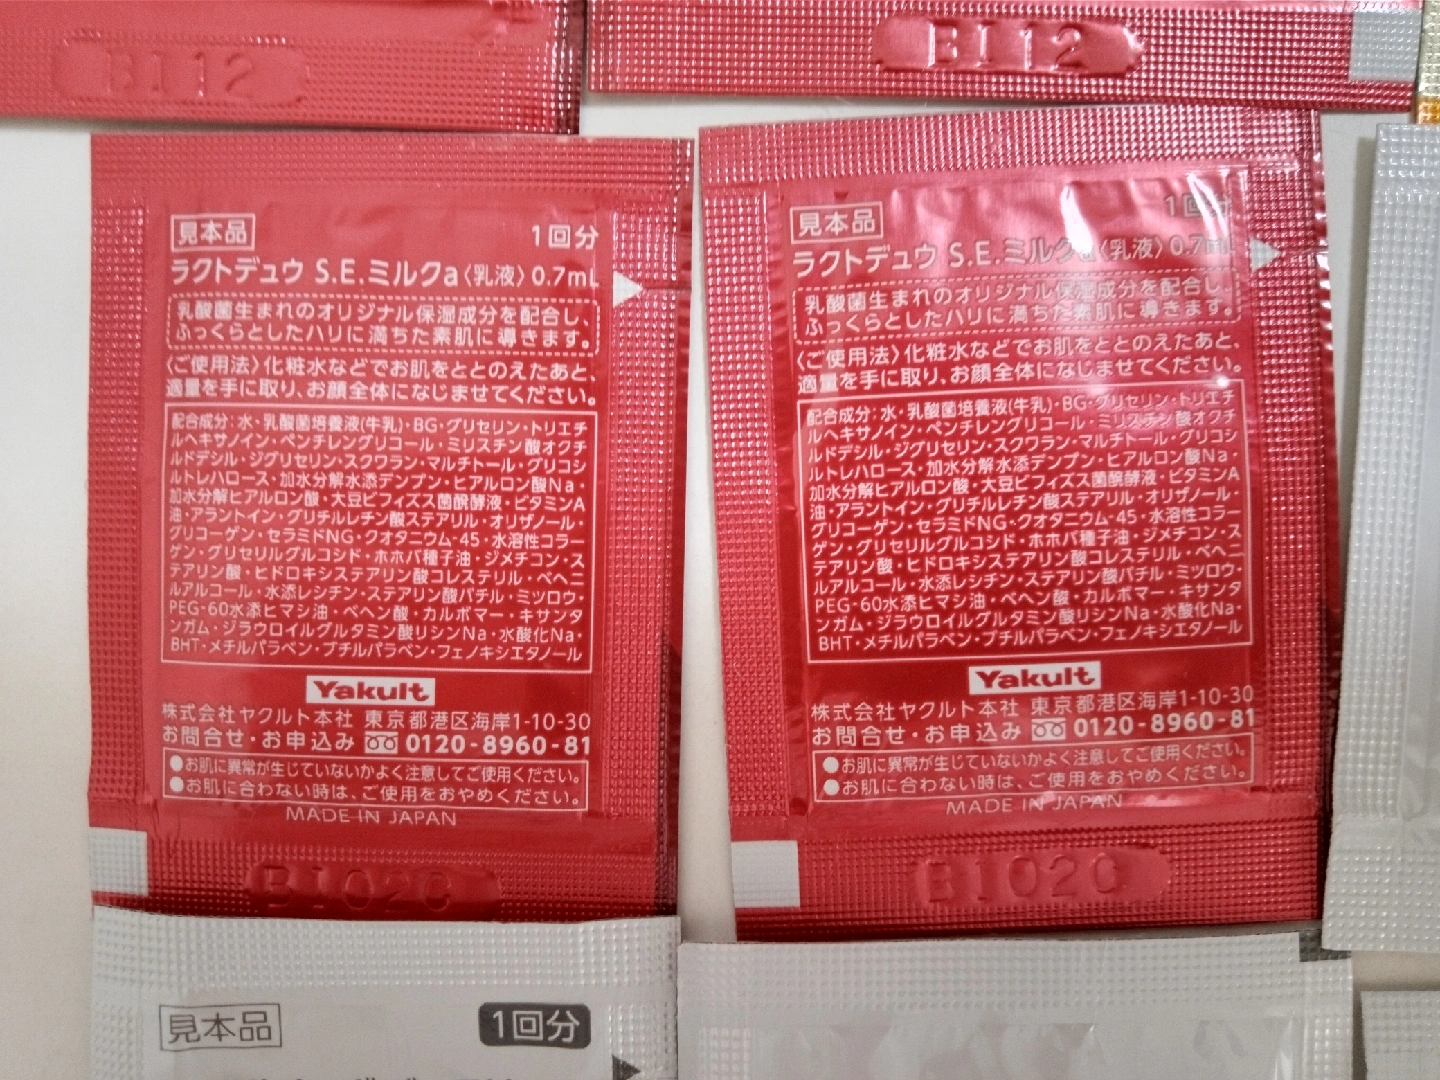 BI12
BI12
見本品
1回分
ラクトデュウ S.E.ミルクa〈乳液〉0.7mL
乳酸菌生まれのオリジナル保湿成分を配合し、
ふっくらとしたハリに満ちた素肌に導きます。
〈ご使用法〉化粧水などでお肌をととのえたあと、
適量を手に取り、お顔全体になじませてください。
配合成分:水・乳酸菌培養液(牛乳)・BG・グリセリン・トリエチ
ルヘキサノイン・ペンチレングリコール・ミリスチン酸オクチ
ルドデシル・ジグリセリン・スクワラン・マルチトール・グリコシ
ルトレハロース・加水分解水添デンプン・ヒアルロン酸Na・
加水分解ヒアルロン酸・大豆ビフィズス菌醗酵液・ビタミンA
油・アラントイン・グリチルレチン酸ステアリル・オリザノール・
グリコーゲン・セラミドNG・クオタニウム-45・水溶性コラー
ゲン・グリセリルグルコシド・ホホバ種子油・ジメチコン・ス
テアリン酸・ヒドロキシステアリン酸コレステリル・ベヘニ
ルアルコール・水添レシチン・ステアリン酸バチル・ミツロウ・
PEG-60水添ヒマシ油・ベヘン酸・カルボマー・キサンタ
ンガム・ジラウロイルグルタミン酸リシンNa・水酸化Na・
BHT・メチルパラベン・ブチルパラベン・フェノキシエタノール
Yakult
株式会社ヤクルト本社 東京都港区海岸1-10-30
お問合せ・お申込み 0120-8960-81
●お肌に異常が生じていないかよく注意してご使用ください。
●お肌に合わない時は、ご使用をおやめください。
MADE IN JAPAN
BI02C
見本品
1回分
ラクトデュウ S.E.ミルクa〈乳液〉0.7mL
乳酸菌生まれのオリジナル保湿成分を配合し、
ふっくらとしたハリに満ちた素肌に導きます。
〈ご使用法〉化粧水などでお肌をととのえたあと、
適量を手に取り、お顔全体になじませてください。
配合成分:水・乳酸菌培養液(牛乳)・BG・グリセリン・トリエチ
ルヘキサノイン・ペンチレングリコール・ミリスチン酸オクチ
ルドデシル・ジグリセリン・スクワラン・マルチトール・グリコシ
ルトレハロース・加水分解水添デンプン・ヒアルロン酸Na・
加水分解ヒアルロン酸・大豆ビフィズス菌醗酵液・ビタミンA
油・アラントイン・グリチルレチン酸ステアリル・オリザノール・
グリコーゲン・セラミドNG・クオタニウム-45・水溶性コラー
ゲン・グリセリルグルコシド・ホホバ種子油・ジメチコン・ス
テアリン酸・ヒドロキシステアリン酸コレステリル・ベヘニ
ルアルコール・水添レシチン・ステアリン酸バチル・ミツロウ・
PEG-60水添ヒマシ油・ベヘン酸・カルボマー・キサンタ
ンガム・ジラウロイルグルタミン酸リシンNa・水酸化Na・
BHT・メチルパラベン・ブチルパラベン・フェノキシエタノール
Yakult
株式会社ヤクルト本社 東京都港区海岸1-10-30
お問合せ・お申込み 0120-8960-81
●お肌に異常が生じていないかよく注意してご使用ください。
●お肌に合わない時は、ご使用をおやめください。
MADE IN JAPAN
BI02C
見本品
1回分